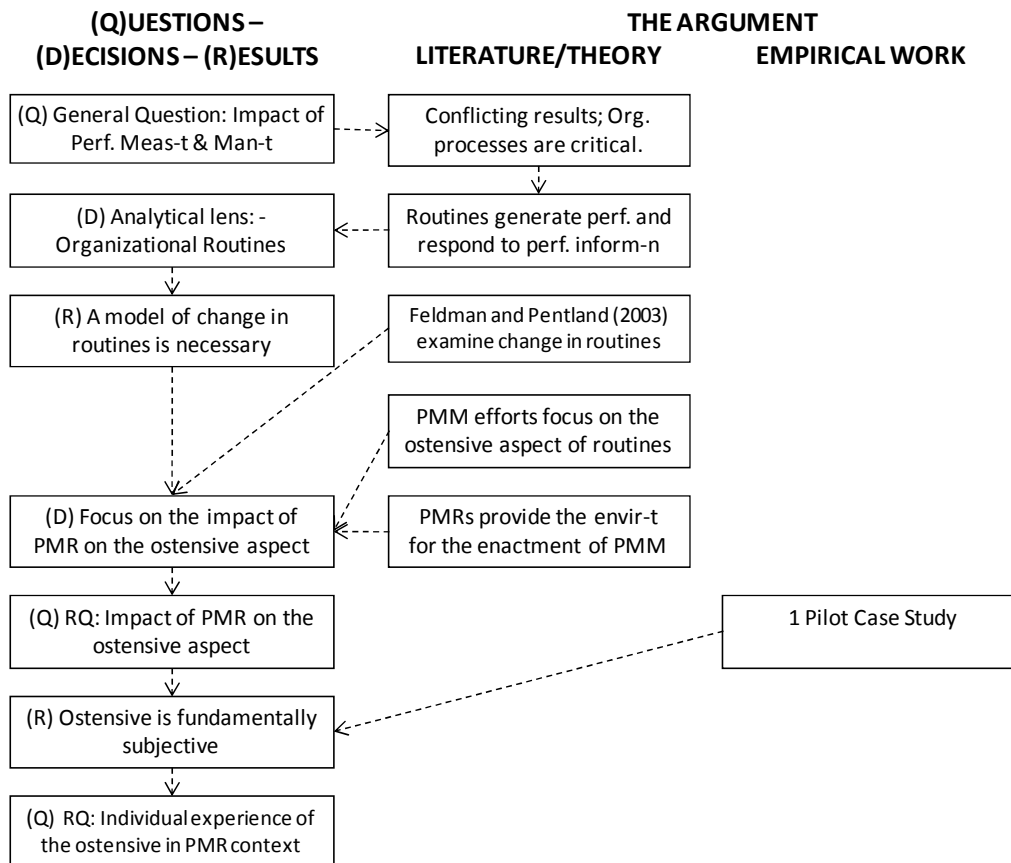 (Q)UESTIONS –
(D)ECISIONS – (R)ESULTS
THE ARGUMENT
LITERATURE/THEORY
EMPIRICAL WORK
(Q) General Question: Impact of
Perf. Meas-t & Man-t
Conflicting results; Org.
processes are critical.
(D) Analytical lens: -
Organizational Routines
Routines generate perf. and
respond to perf. inform-n
(R) A model of change in
routines is necessary
Feldman and Pentland (2003)
examine change in routines
PMM efforts focus on the
ostensive aspect of routines
(D) Focus on the impact of
PMR on the ostensive aspect
PMRs provide the envir-t
for the enactment of PMM
(Q) RQ: Impact of PMR on the
ostensive aspect
1 Pilot Case Study
(R) Ostensive is fundamentally
subjective
(Q) RQ: Individual experience of
the ostensive in PMR context